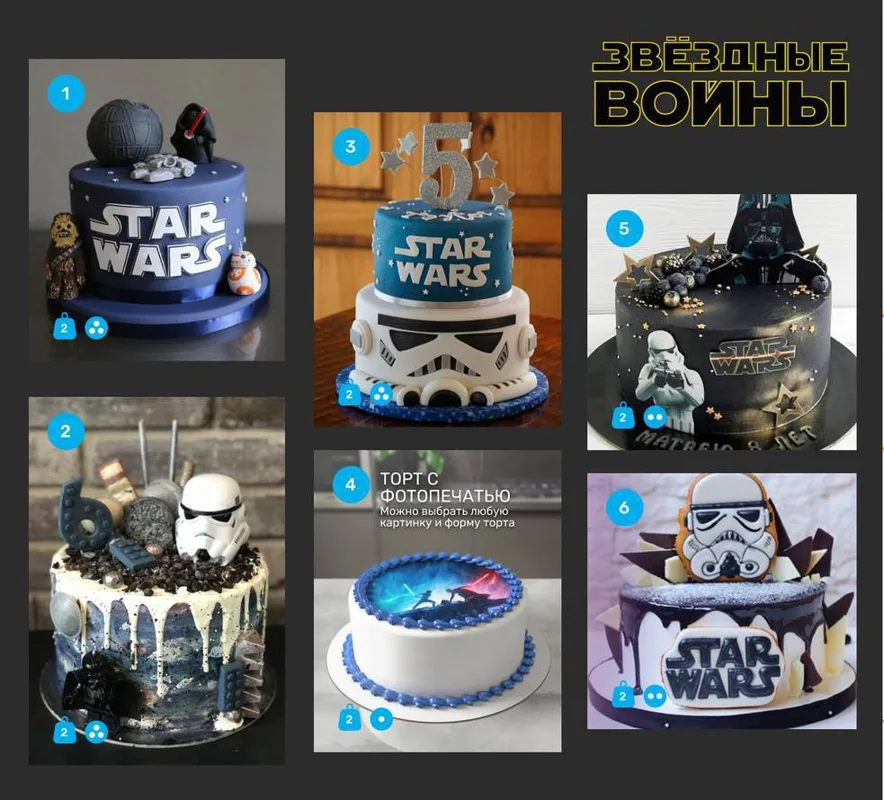 ЗВЁЗДНЫЕ
ВОЙНЫ
1
STAR
WARS
2
2
6
2
3
5
STAR
WARS
2
4
ТОРТ С
ФОТОПЕЧАТЬЮ
Можно выбрать любую
картинку и форму торта
2
5
STAR
WARS
МАТВЕЮ 8 ЛЕТ
2
6
STAR
WARS
2